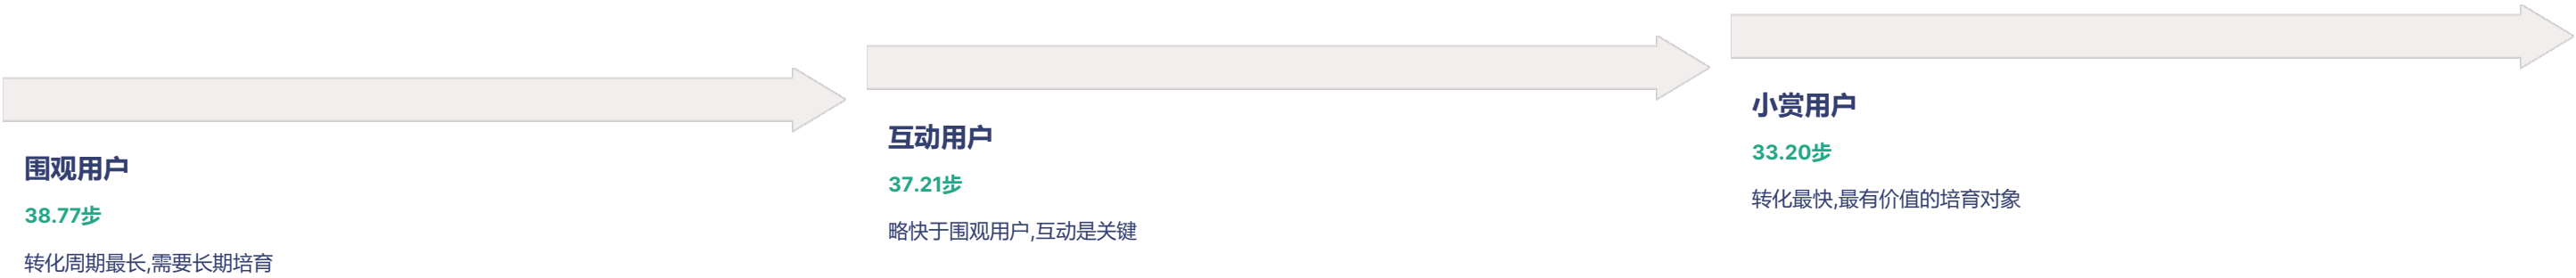 围观用户
38.77步
转化周期最长,需要长期培育
互动用户
37.21步
略快于围观用户,互动是关键
小赏用户
33.20步
转化最快,最有价值的培育对象